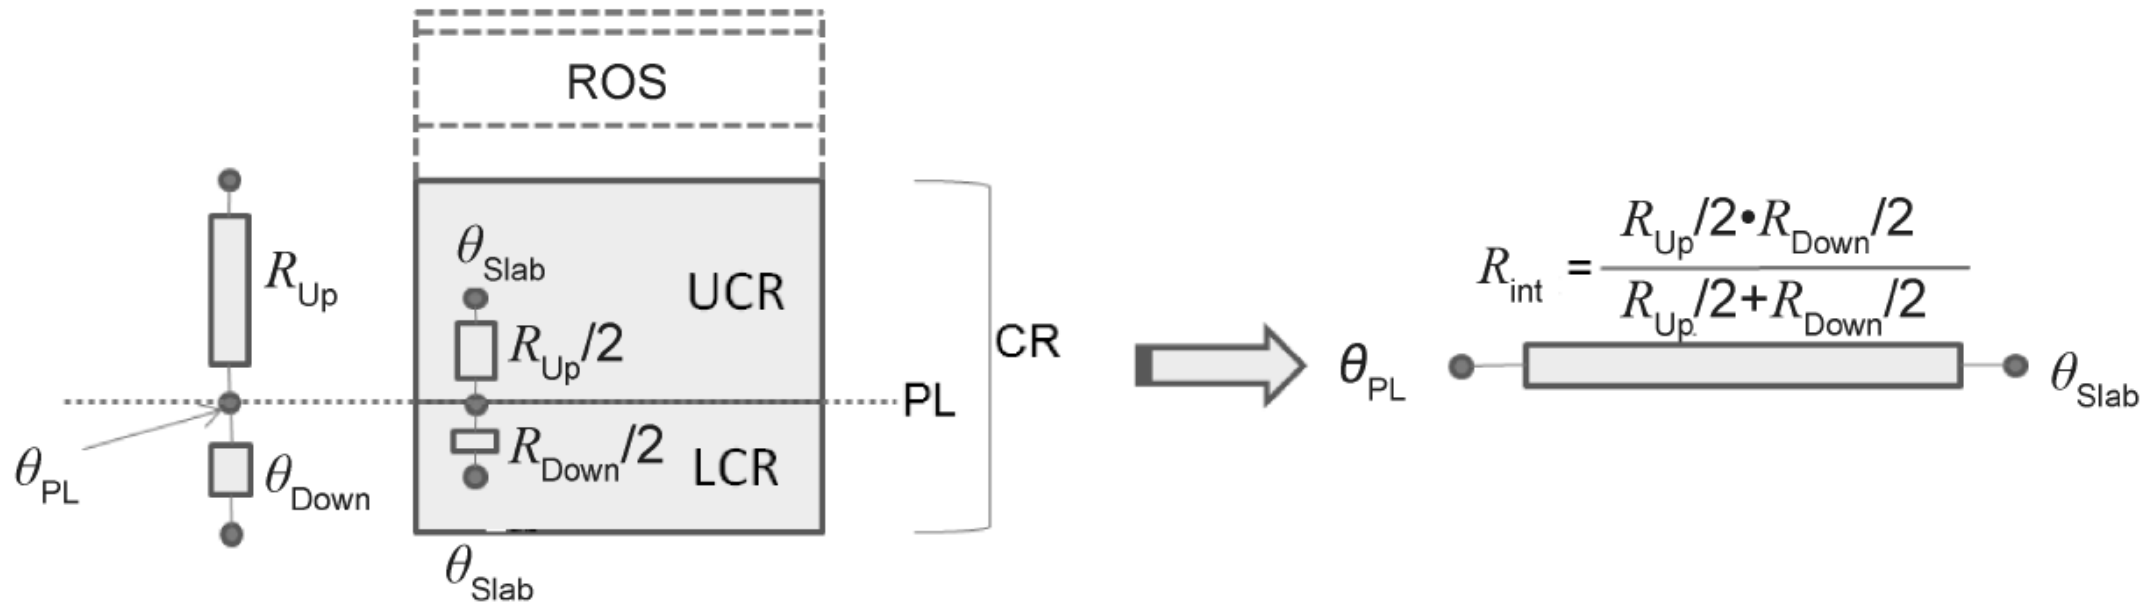 ROS
θSlab
UCR
RUp
RUp/2
CR
PL
RDown/2
LCR
θPL
θDown
θSlab
Rint = RUp/2•RDown/2
RUp/2+RDown/2
θPL
θSlab